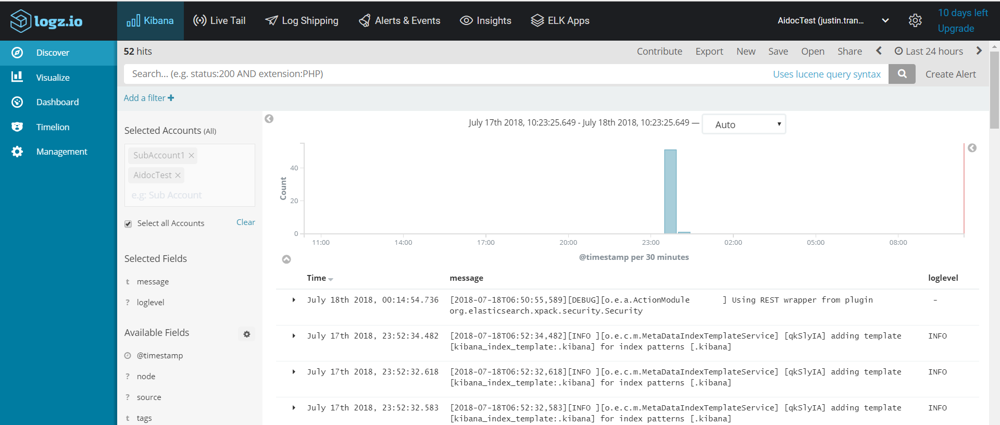 logz.io
Kibana
Live Tail
Log Shipping
Alerts & Events
Insights
ELK Apps
AidocTest (justin.tran...
10 days left
Upgrade
Discover
Visualize
Dashboard
Timelion
Management
52 hits
Contribute
Export
New
Save
Open
Share
Last 24 hours
Search... (e.g. status:200 AND extension:PHP)
Uses lucene query syntax
Create Alert
Add a filter +
Selected Accounts (All)
SubAccount1 ×
AidocTest ×
e.g: Sub Account
Select all Accounts
Clear
Selected Fields
t message
? loglevel
Available Fields
@timestamp
? node
? source
t tags
July 17th 2018, 10:23:25.649 - July 18th 2018, 10:23:25.649 —
Auto
Count
40
20
0
11:00 14:00 17:00 20:00 23:00 02:00 05:00 08:00
@timestamp per 30 minutes
Time message loglevel
July 18th 2018, 00:14:54.736 [2018-07-18T06:50:55,589][DEBUG][o.e.a.ActionModule ] Using REST wrapper from plugin -
org.elasticsearch.xpack.security.Security
July 17th 2018, 23:52:34.482 [2018-07-18T06:52:34,482][INFO ][o.e.c.m.MetaDataIndexTemplateService] [qkSlyIA] adding template INFO
[kibana_index_template:.kibana] for index patterns [.kibana]
July 17th 2018, 23:52:32.618 [2018-07-18T06:52:32,618][INFO ][o.e.c.m.MetaDataIndexTemplateService] [qkSlyIA] adding template INFO
[kibana_index_template:.kibana] for index patterns [.kibana]
July 17th 2018, 23:52:32.583 [2018-07-18T06:52:32,583][INFO ][o.e.c.m.MetaDataIndexTemplateService] [qkSlyIA] adding template INFO
[kibana_index_template:.kibana] for index patterns [.kibana]